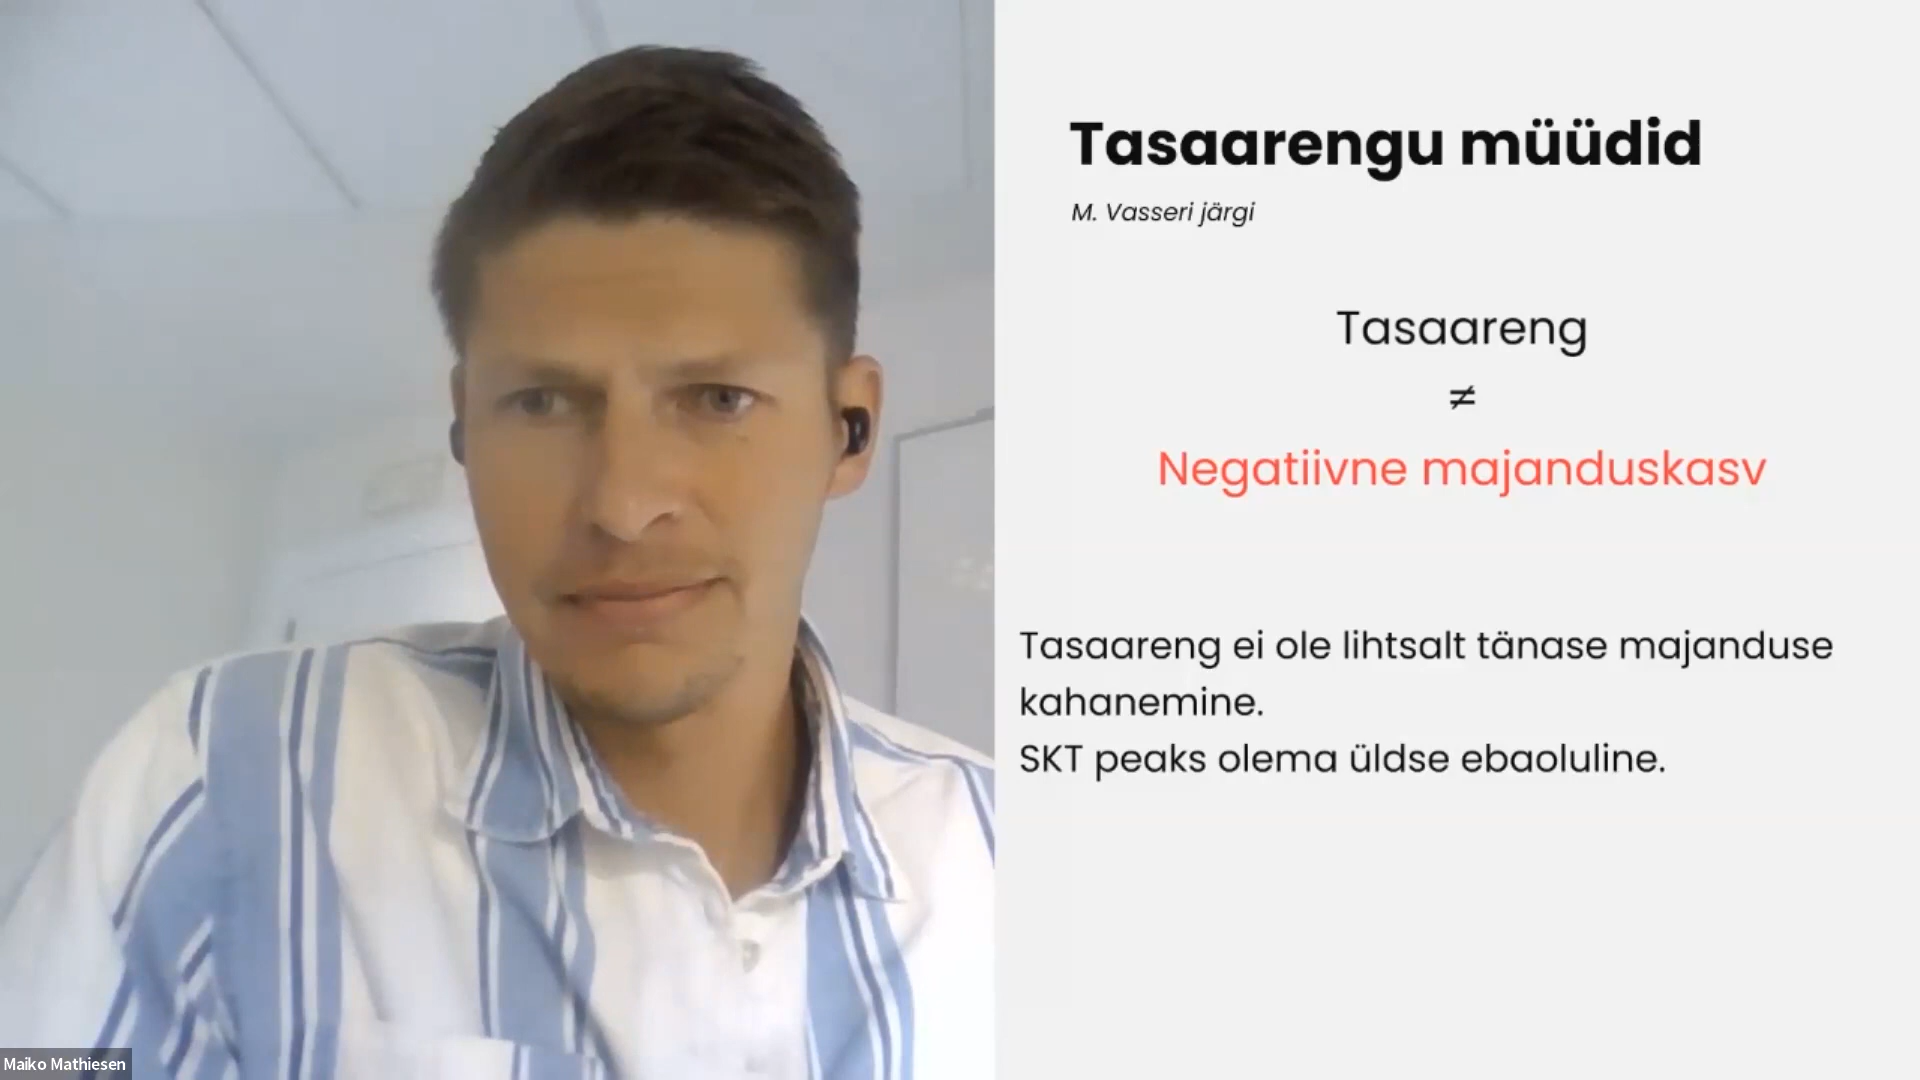 Tasaarengu müüdid
M. Vasseri järgi
Tasaareng
≠
Negatiivne majanduskasv
Tasaareng ei ole lihtsalt tänase majanduse
kahanemine.
SKT peaks olema üldse ebaoluline.
Maiko Mathiesen